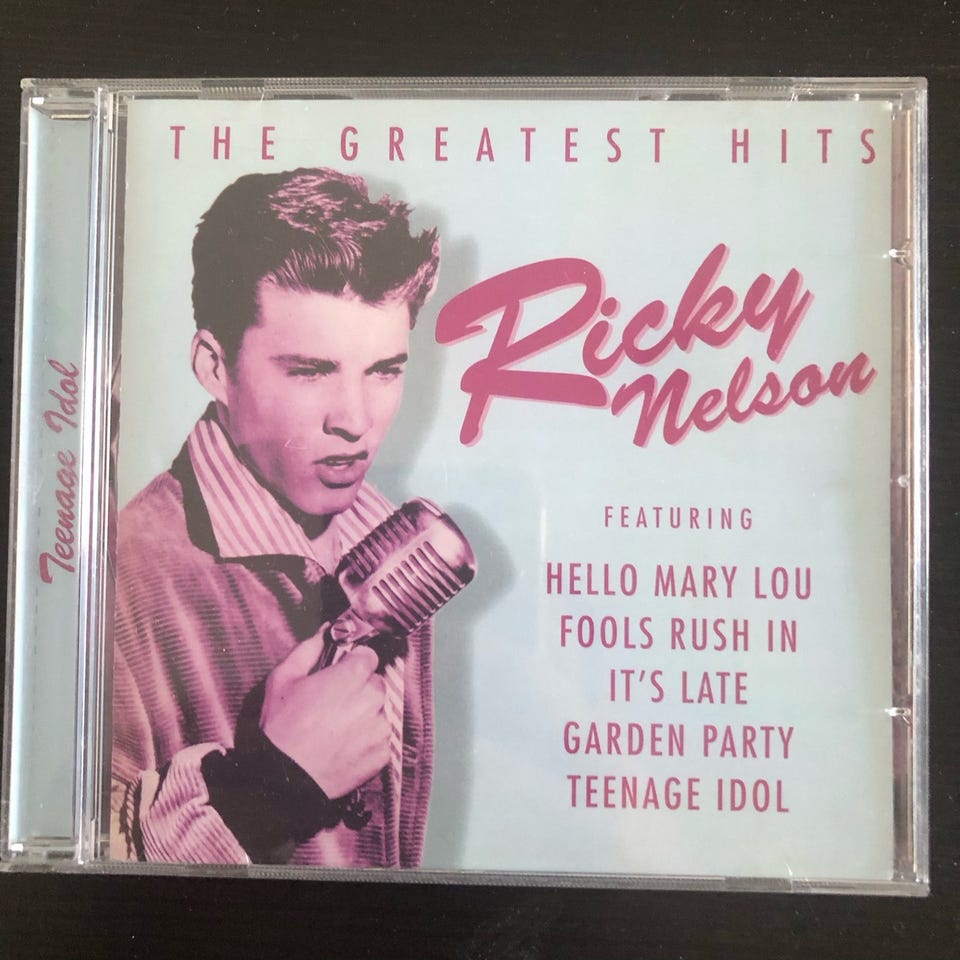 THE GREATEST HITS
Ricky
Nelson
FEATURING
HELLO MARY LOU
FOOLS RUSH IN
IT'S LATE
GARDEN PARTY
TEENAGE IDOL
Teenage Idol